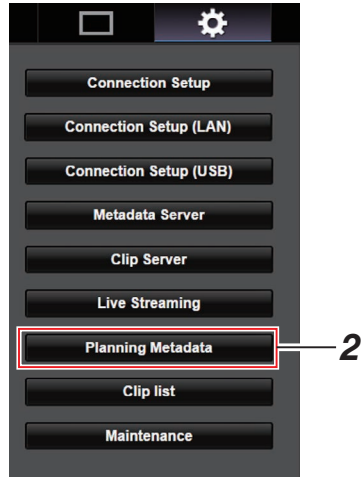 Connection Setup
Connection Setup (LAN)
Connection Setup (USB)
Metadata Server
Clip Server
Live Streaming
Planning Metadata
2
Clip list
Maintenance